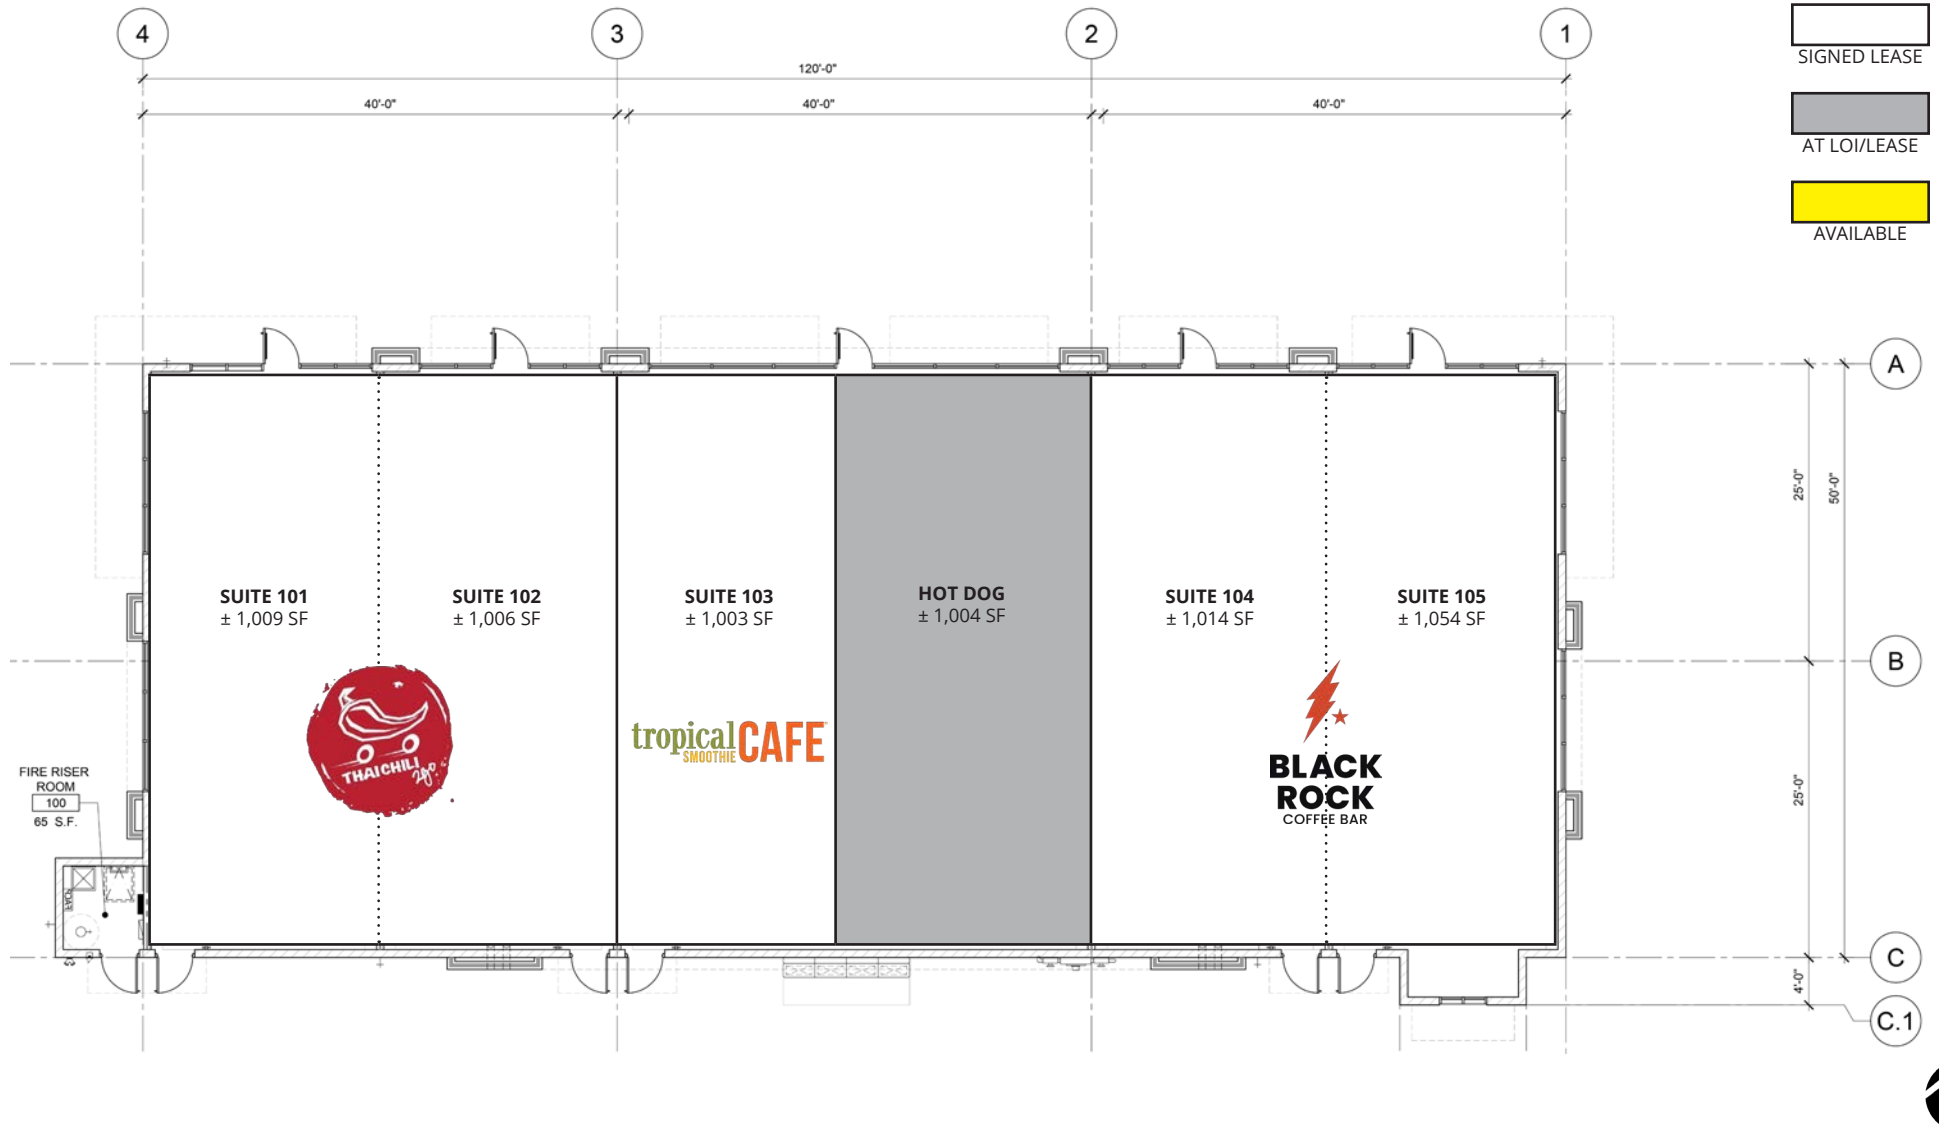 4
3
2
1
SIGNED LEASE
120'-0"
40'-0"
40'-0"
40'-0"
AT LOI/LEASE
AVAILABLE
A
25'-0"
50'-0"
SUITE 101
± 1,009 SF
SUITE 102
± 1,006 SF
SUITE 103
± 1,003 SF
HOT DOG
± 1,004 SF
SUITE 104
± 1,014 SF
SUITE 105
± 1,054 SF
B
THAI CHILI
2go
tropical CAFE
SMOOTHIE
BLACK
ROCK
COFFEE BAR
FIRE RISER
ROOM
100
65 S.F.
25'-0"
FACP
C
4'-0"
C.1